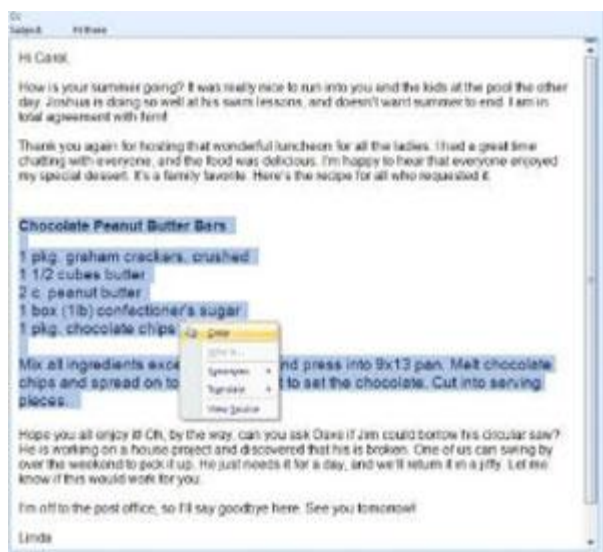 Cc
Subject: Hi there
Hi Carol,
How is your summer going? It was really nice to run into you and the kids at the pool the other
day. Joshua is doing so well at his swim lessons, and doesn't want summer to end. I am in
total agreement with him!
Thank you again for hosting that wonderful luncheon for all the ladies. I had a great time
chatting with everyone, and the food was delicious. I'm happy to hear that everyone enjoyed
my special dessert. It's a family favorite. Here's the recipe for all who requested it.
Chocolate Peanut Butter Bars
1 pkg. graham crackers, crushed
1 1/2 cubes butter
2 c. peanut butter
1 box (1lb) confectioner's sugar
1 pkg. chocolate chips
Copy
Synonyms
Translate
View Source
Mix all ingredients exce nd press into 9x13 pan. Melt chocolate
chips and spread on to t to set the chocolate. Cut into serving
pieces.
Hope you all enjoy it! Oh, by the way, can you ask Dave if Jim could borrow his circular saw?
He is working on a house project and discovered that his is broken. One of us can swing by
over the weekend to pick it up. He just needs it for a day, and we'll return it in a jiffy. Let me
know if this would work for you.
I'm off to the post office, so I'll say goodbye here. See you tomorrow!
Linda